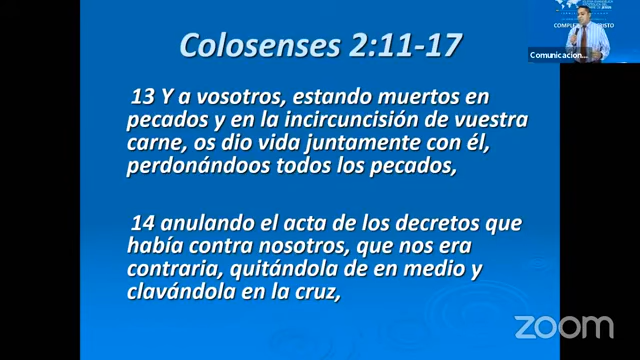 Colosenses 2:11-17
13 Y a vosotros, estando muertos en
pecados y en la incircuncisión de vuestra
carne, os dio vida juntamente con él,
perdonándoos todos los pecados,
14 anulando el acta de los decretos que
había contra nosotros, que nos era
contraria, quitándola de en medio y
clavándola en la cruz,
Comunicacion...
zoom